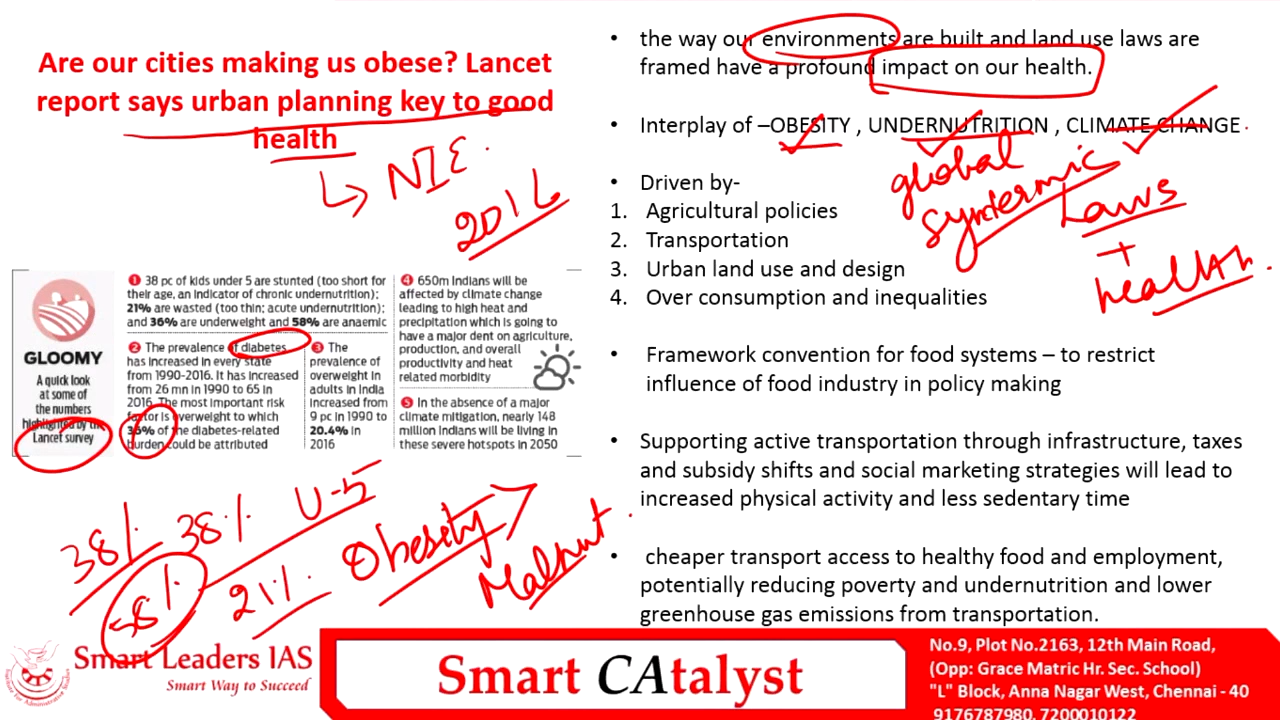 Are our cities making us obese? Lancet
report says urban planning key to good
health
NIE
2016
GLOOMY
A quick look
at some of
the numbers
highlighted by the
Lancet survey
❶ 38 pc of kids under 5 are stunted (too short for
their age, an indicator of chronic undernutrition);
21% are wasted (too thin; acute undernutrition);
and 36% are underweight and 58% are anaemic
❷ The prevalence of diabetes
has increased in every state
from 1990-2016. It has increased
from 26 mn in 1990 to 65 in
2016. The most important risk
factor is overweight to which
36% of the diabetes-related
burden could be attributed
❸ The
prevalence of
overweight in
adults in India
increased from
9 pc in 1990 to
20.4% in
2016
❹ 650m Indians will be
affected by climate change
leading to high heat and
precipitation which is going to
have a major dent on agriculture,
production, and overall
productivity and heat
related morbidity
❺ In the absence of a major
climate mitigation, nearly 148
million Indians will be living in
these severe hotspots in 2050
38% 38% U-5
58% 21% Obesity
Malnut
• the way our environments are built and land use laws are
framed have a profound impact on our health.
• Interplay of –OBESITY , UNDERNUTRITION , CLIMATE CHANGE
global
syndermic
Laws
+
health
• Driven by-
1. Agricultural policies
2. Transportation
3. Urban land use and design
4. Over consumption and inequalities
• Framework convention for food systems – to restrict
influence of food industry in policy making
• Supporting active transportation through infrastructure, taxes
and subsidy shifts and social marketing strategies will lead to
increased physical activity and less sedentary time
• cheaper transport access to healthy food and employment,
potentially reducing poverty and undernutrition and lower
greenhouse gas emissions from transportation.
Smart Leaders IAS
Smart Way to Succeed
Smart CAtalyst
No.9, Plot No.2163, 12th Main Road,
(Opp: Grace Matric Hr. Sec. School)
"L" Block, Anna Nagar West, Chennai - 40
9176787980, 7200010122